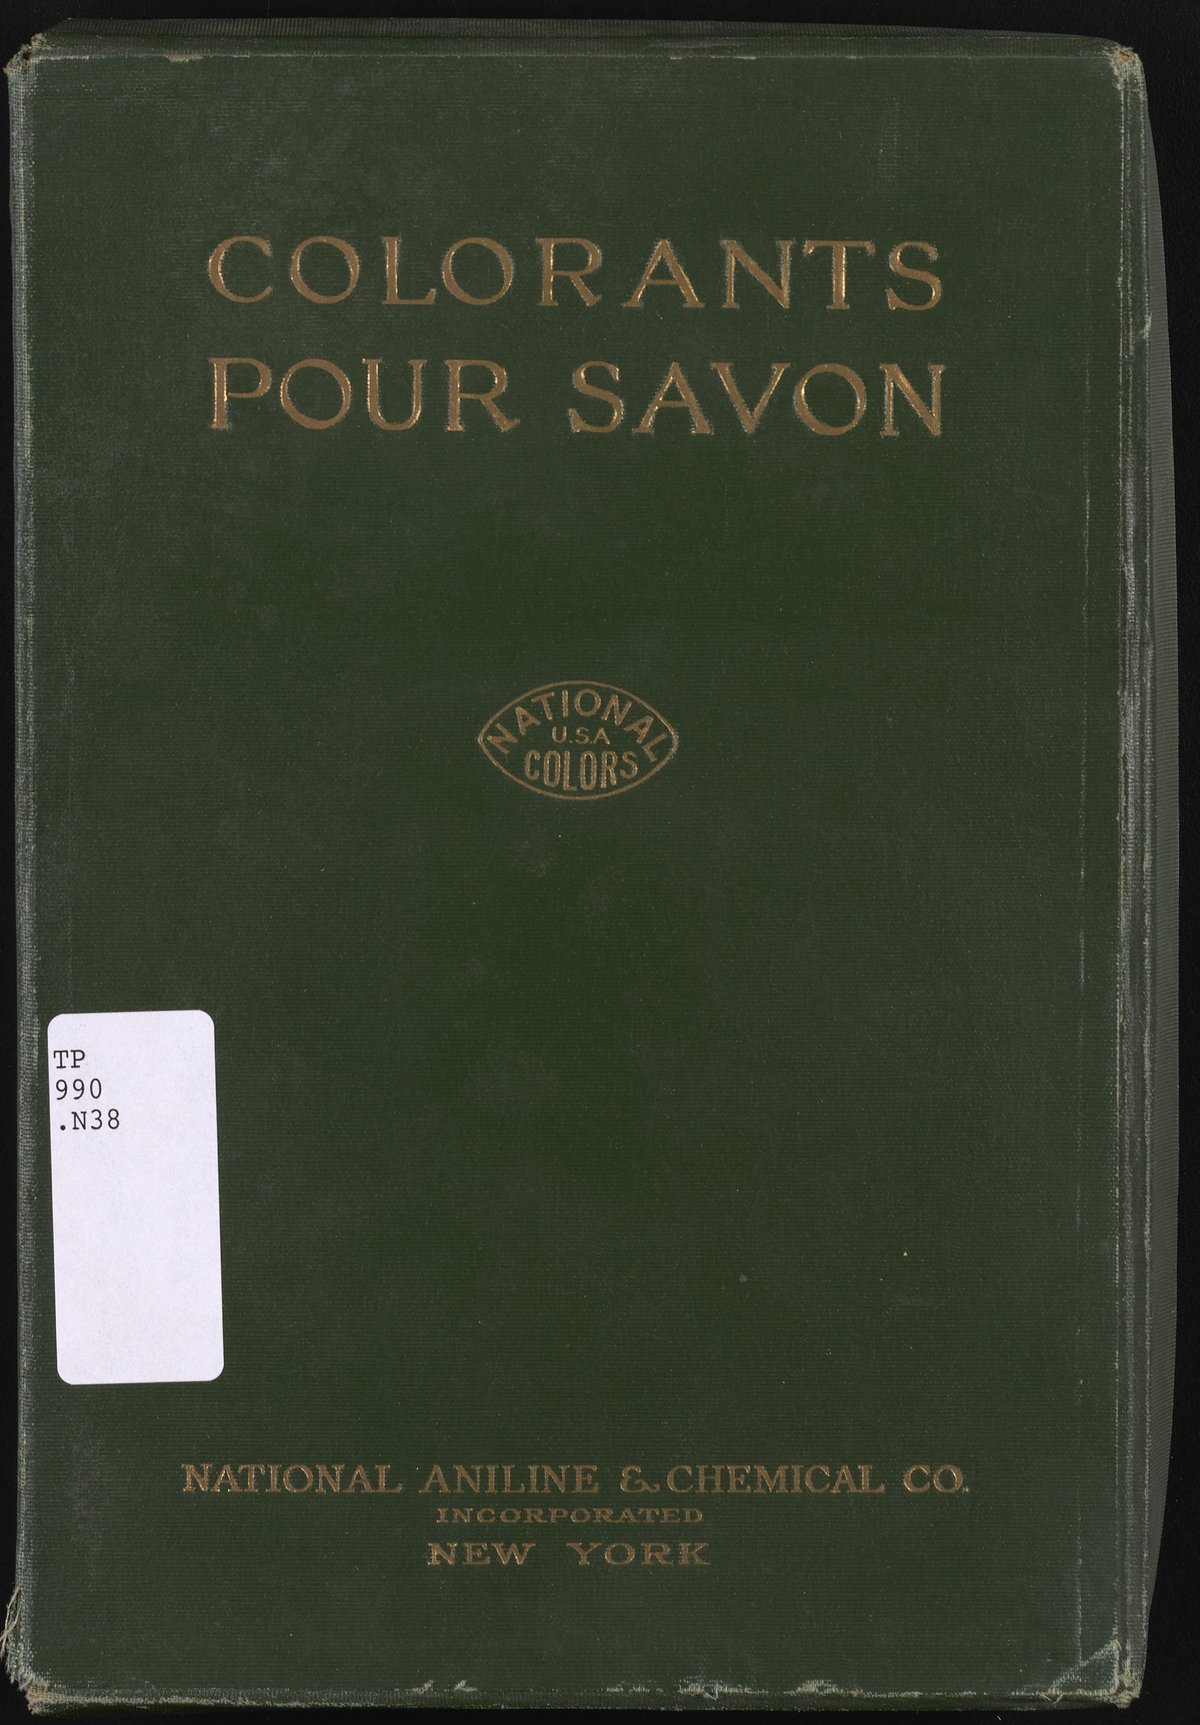 COLORANTS
POUR SAVON
NATIONAL
U.S.A
COLORS
TP
990
.N38
NATIONAL ANILINE & CHEMICAL CO.
INCORPORATED
NEW YORK